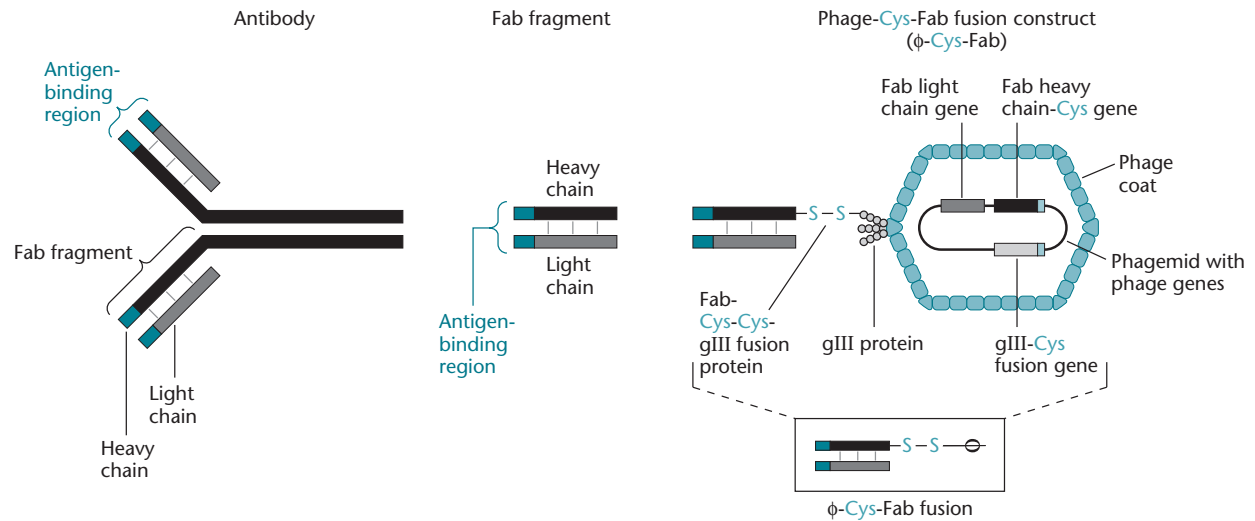 Antibody
Fab fragment
Phage-Cys-Fab fusion construct
(ϕ-Cys-Fab)
Antigen-
binding
region
Fab fragment
Light
chain
Heavy
chain
Heavy
chain
Light
chain
Antigen-
binding
region
Fab light
chain gene
Fab heavy
chain-Cys gene
Phage
coat
S
S
Phagemid with
phage genes
Fab-
Cys-Cys-
gIII fusion
protein
gIII protein
gIII-Cys
fusion gene
S
S
ϕ-Cys-Fab fusion